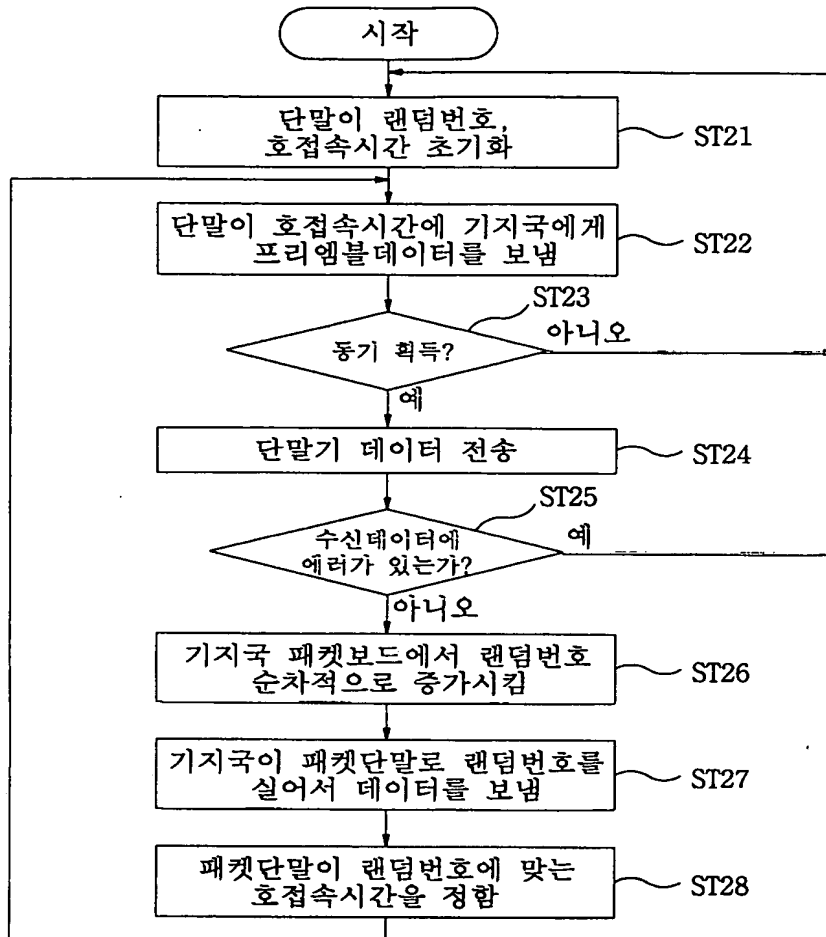 시작
단말이 랜덤번호,
호접속시간 초기화
ST21
단말이 호접속시간에 기지국에게
프리엠블데이터를 보냄
ST22
ST23
동기 획득?
아니오
예
단말기 데이터 전송
ST24
ST25
수신데이터에
에러가 있는가?
예
아니오
기지국 패켓보드에서 랜덤번호
순차적으로 증가시킴
ST26
기지국이 패켓단말로 랜덤번호를
실어서 데이터를 보냄
ST27
패켓단말이 랜덤번호에 맞는
호접속시간을 정함
ST28